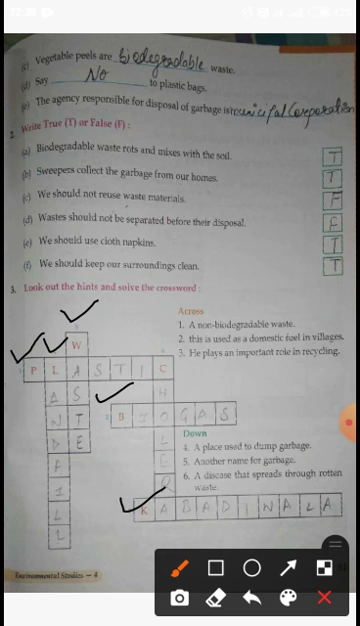 (c) Vegetable peels are biodegradable waste.
(d) Say No to plastic bags.
(e) The agency responsible for disposal of garbage is municipal Corporation
2. Write True (T) or False (F) :
(a) Biodegradable waste rots and mixes with the soil. T
(b) Sweepers collect the garbage from our homes. T
(c) We should not reuse waste materials. F
(d) Wastes should not be separated before their disposal. F
(e) We should use cloth napkins. T
(f) We should keep our surroundings clean. T
3. Look out the hints and solve the crossword :
Across
1. A non-biodegradable waste.
2. this is used as a domestic fuel in villages.
3. He plays an important role in recycling.
W
P L A S T I C
A S H
N T B I O G A S
D E L
F E
I R
L K A B A D I W A L A
L
Down
4. A place used to dump garbage.
5. Another name for garbage.
6. A disease that spreads through rotten
waste.
Environmental Studies – 4